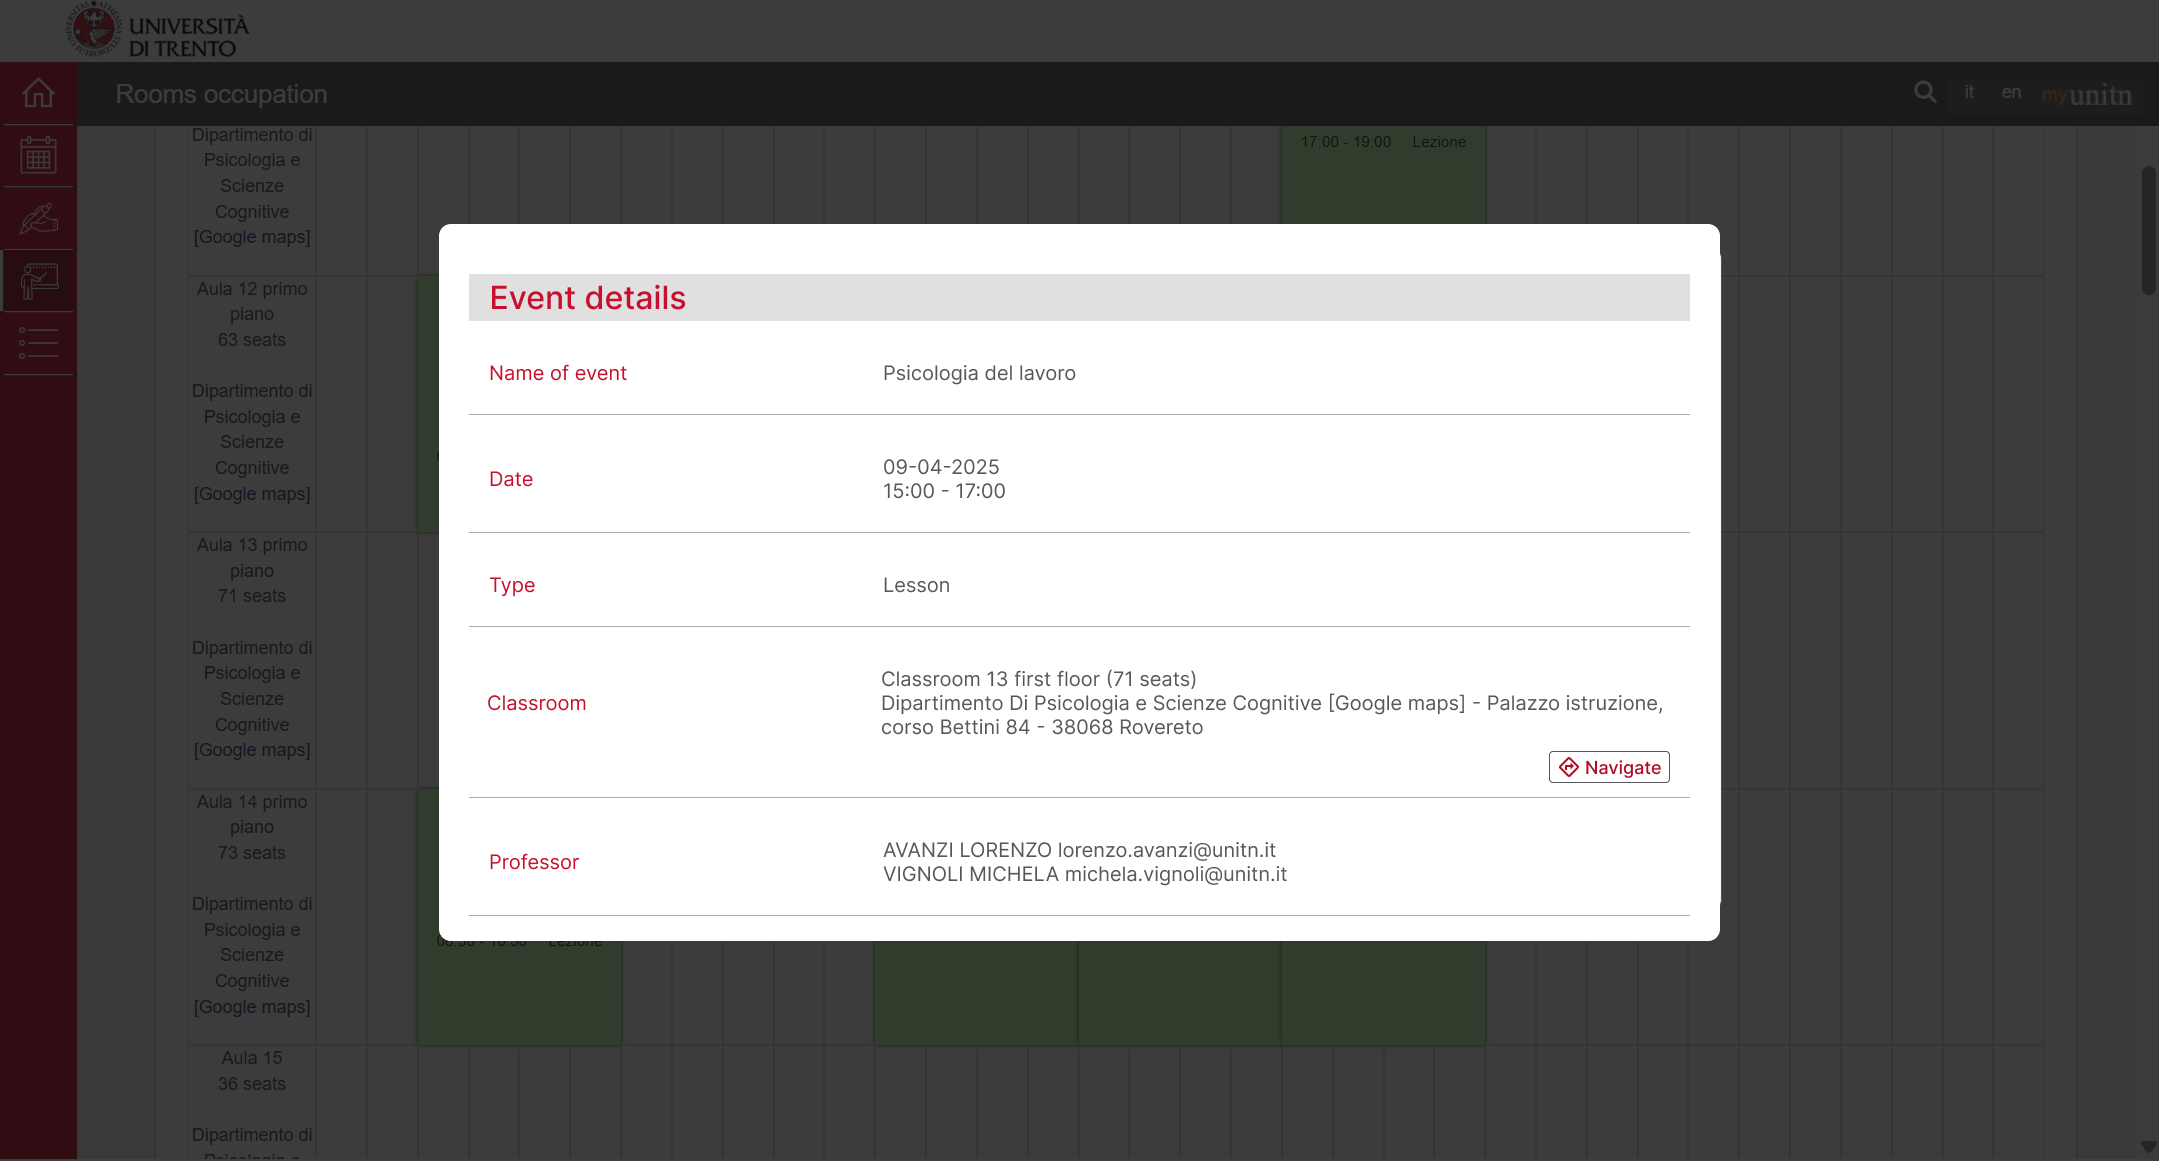 UNIVERSITÀ
DI TRENTO
Rooms occupation
it en myunitn
Dipartimento di
Psicologia e
Scienze
Cognitive
[Google maps]
17:00 - 19:00 Lezione
Aula 12 primo
piano
63 seats
Dipartimento di
Psicologia e
Scienze
Cognitive
[Google maps]
Aula 13 primo
piano
71 seats
Dipartimento di
Psicologia e
Scienze
Cognitive
[Google maps]
Aula 14 primo
piano
73 seats
Dipartimento di
Psicologia e
Scienze
Cognitive
[Google maps]
Aula 15
36 seats
Dipartimento di
Event details
Name of event Psicologia del lavoro
Date 09-04-2025
15:00 - 17:00
Type Lesson
Classroom Classroom 13 first floor (71 seats)
Dipartimento Di Psicologia e Scienze Cognitive [Google maps] - Palazzo istruzione,
corso Bettini 84 - 38068 Rovereto
Navigate
Professor AVANZI LORENZO lorenzo.avanzi@unitn.it
VIGNOLI MICHELA michela.vignoli@unitn.it
Lezione